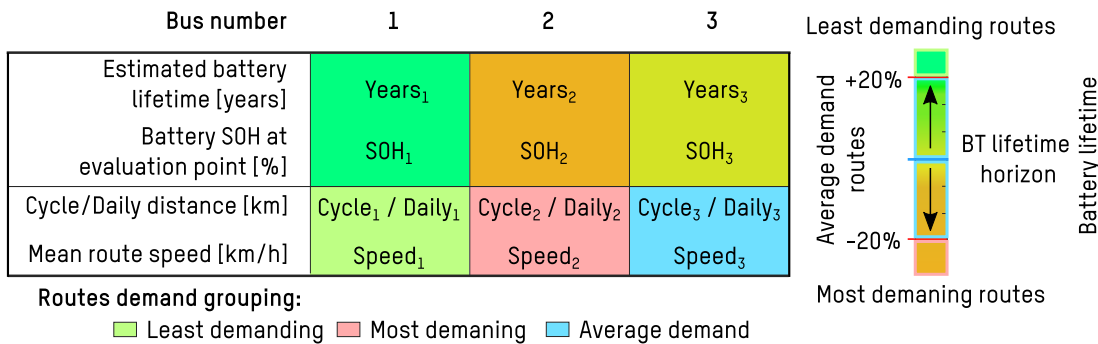 Bus number 1 2 3
Estimated battery
lifetime [years]
Years₁ Years₂ Years₃
Battery SOH at
evaluation point [%]
SOH₁ SOH₂ SOH₃
Cycle/Daily distance [km] Cycle₁ / Daily₁ Cycle₂ / Daily₂ Cycle₃ / Daily₃
Mean route speed [km/h] Speed₁ Speed₂ Speed₃
Routes demand grouping:
Least demanding Most demaning Average demand
Least demanding routes
+20%
Average demand
routes
BT lifetime
horizon
Battery lifetime
-20%
Most demaning routes